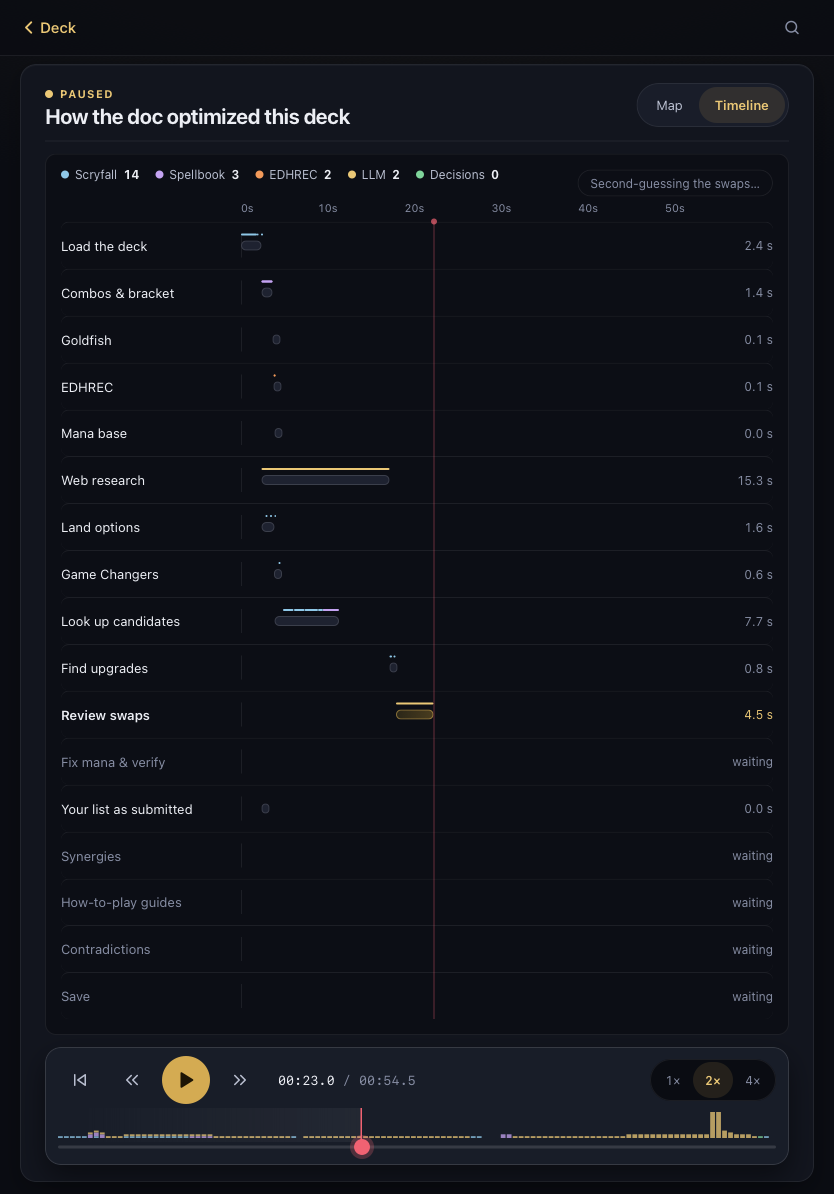 Deck
PAUSED
How the doc optimized this deck
Map Timeline
Scryfall 14 Spellbook 3 EDHREC 2 LLM 2 Decisions 0
Second-guessing the swaps...
0s 10s 20s 30s 40s 50s
Load the deck 2.4 s
Combos & bracket 1.4 s
Goldfish 0.1 s
EDHREC 0.1 s
Mana base 0.0 s
Web research 15.3 s
Land options 1.6 s
Game Changers 0.6 s
Look up candidates 7.7 s
Find upgrades 0.8 s
Review swaps 4.5 s
Fix mana & verify waiting
Your list as submitted 0.0 s
Synergies waiting
How-to-play guides waiting
Contradictions waiting
Save waiting
00:23.0 / 00:54.5
1× 2× 4×